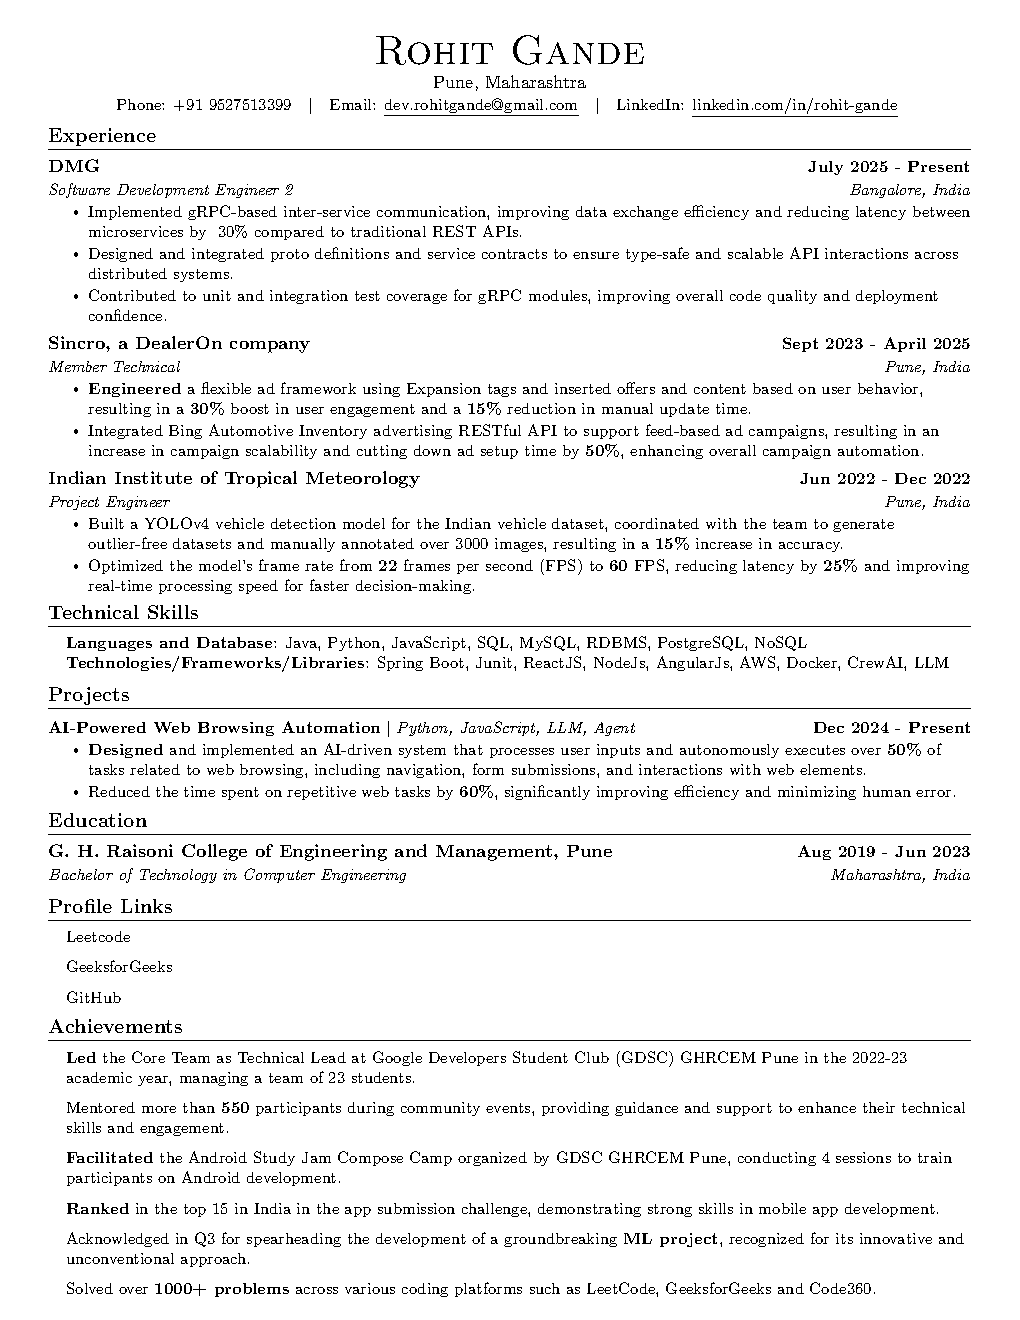 Rohit Gande
Pune, Maharashtra
Phone: +91 9527513399 | Email: dev.rohitgande@gmail.com | LinkedIn: linkedin.com/in/rohit-gande
Experience
DMG July 2025 - Present
Software Development Engineer 2 Bangalore, India
• Implemented gRPC-based inter-service communication, improving data exchange efficiency and reducing latency between
microservices by 30% compared to traditional REST APIs.
• Designed and integrated proto definitions and service contracts to ensure type-safe and scalable API interactions across
distributed systems.
• Contributed to unit and integration test coverage for gRPC modules, improving overall code quality and deployment
confidence.
Sincro, a DealerOn company Sept 2023 - April 2025
Member Technical Pune, India
• Engineered a flexible ad framework using Expansion tags and inserted offers and content based on user behavior,
resulting in a 30% boost in user engagement and a 15% reduction in manual update time.
• Integrated Bing Automotive Inventory advertising RESTful API to support feed-based ad campaigns, resulting in an
increase in campaign scalability and cutting down ad setup time by 50%, enhancing overall campaign automation.
Indian Institute of Tropical Meteorology Jun 2022 - Dec 2022
Project Engineer Pune, India
• Built a YOLOv4 vehicle detection model for the Indian vehicle dataset, coordinated with the team to generate
outlier-free datasets and manually annotated over 3000 images, resulting in a 15% increase in accuracy.
• Optimized the model's frame rate from 22 frames per second (FPS) to 60 FPS, reducing latency by 25% and improving
real-time processing speed for faster decision-making.
Technical Skills
Languages and Database: Java, Python, JavaScript, SQL, MySQL, RDBMS, PostgreSQL, NoSQL
Technologies/Frameworks/Libraries: Spring Boot, Junit, ReactJS, NodeJs, AngularJs, AWS, Docker, CrewAI, LLM
Projects
AI-Powered Web Browsing Automation | Python, JavaScript, LLM, Agent Dec 2024 - Present
• Designed and implemented an AI-driven system that processes user inputs and autonomously executes over 50% of
tasks related to web browsing, including navigation, form submissions, and interactions with web elements.
• Reduced the time spent on repetitive web tasks by 60%, significantly improving efficiency and minimizing human error.
Education
G. H. Raisoni College of Engineering and Management, Pune Aug 2019 - Jun 2023
Bachelor of Technology in Computer Engineering Maharashtra, India
Profile Links
Leetcode
GeeksforGeeks
GitHub
Achievements
Led the Core Team as Technical Lead at Google Developers Student Club (GDSC) GHRCEM Pune in the 2022-23
academic year, managing a team of 23 students.
Mentored more than 550 participants during community events, providing guidance and support to enhance their technical
skills and engagement.
Facilitated the Android Study Jam Compose Camp organized by GDSC GHRCEM Pune, conducting 4 sessions to train
participants on Android development.
Ranked in the top 15 in India in the app submission challenge, demonstrating strong skills in mobile app development.
Acknowledged in Q3 for spearheading the development of a groundbreaking ML project, recognized for its innovative and
unconventional approach.
Solved over 1000+ problems across various coding platforms such as LeetCode, GeeksforGeeks and Code360.